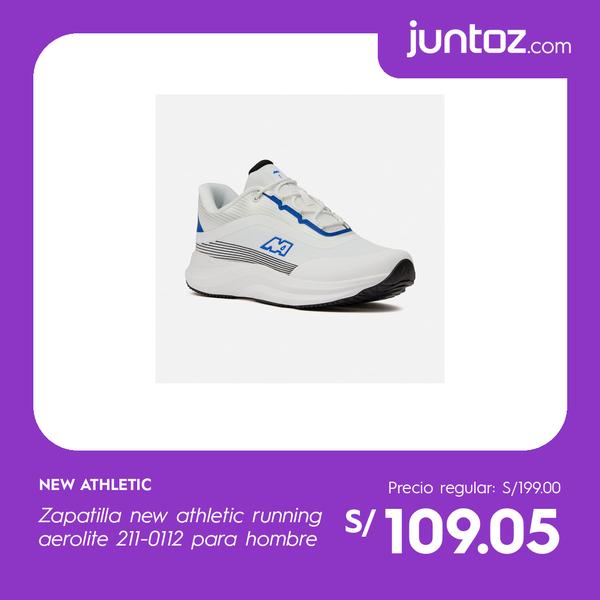 juntoz.com
NA
NEW ATHLETIC
Zapatilla new athletic running
aerolite 211-0112 para hombre
Precio regular: S/199.00
S/109.05